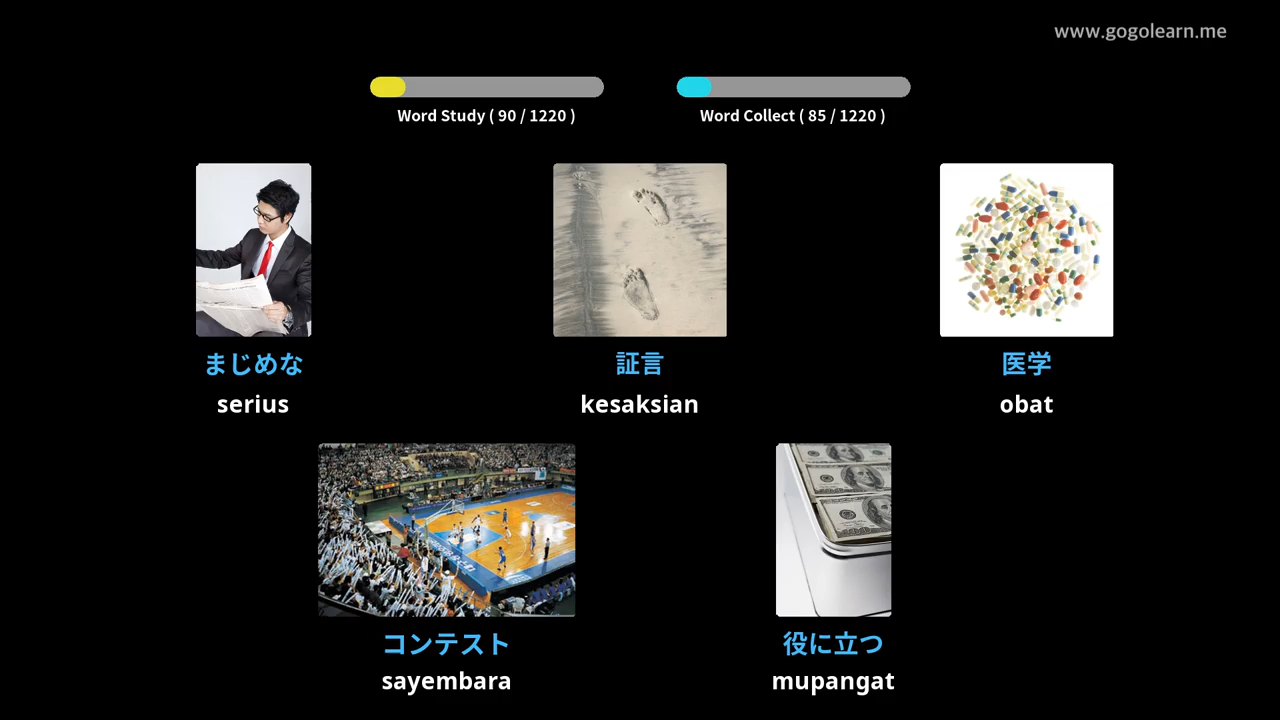 www.gogolearn.me
Word Study ( 90 / 1220 )
Word Collect ( 85 / 1220 )
まじめな
serius
証言
kesaksian
医学
obat
コンテスト
sayembara
役に立つ
mupangat